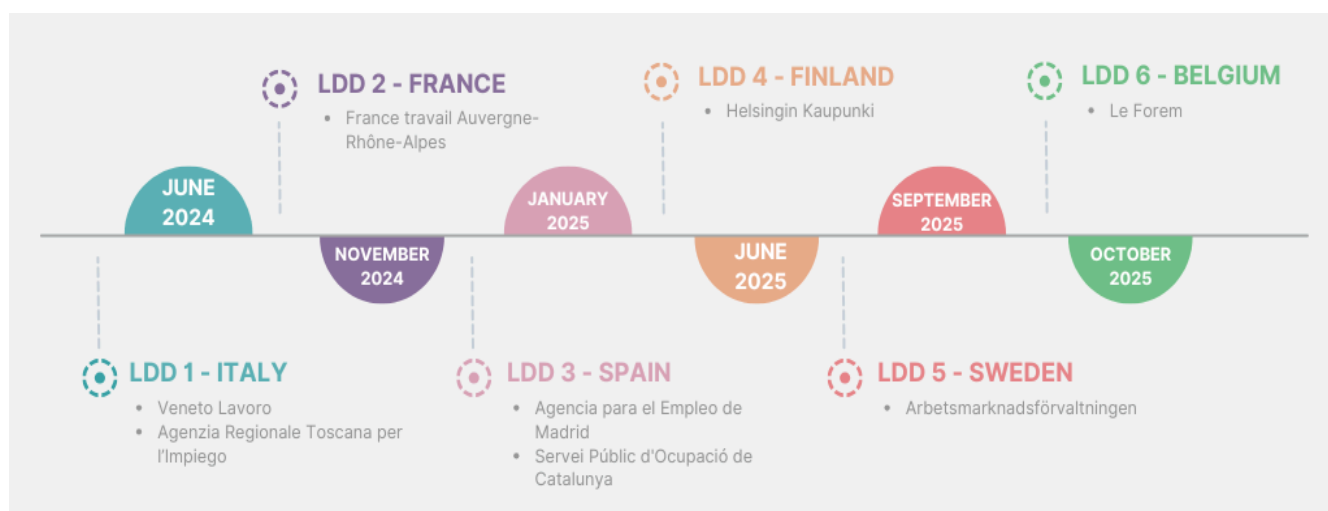 LDD 2 - FRANCE
• France travail Auvergne-
Rhône-Alpes
LDD 4 - FINLAND
• Helsingin Kaupunki
LDD 6 - BELGIUM
• Le Forem
JUNE
2024
NOVEMBER
2024
JANUARY
2025
JUNE
2025
SEPTEMBER
2025
OCTOBER
2025
LDD 1 - ITALY
• Veneto Lavoro
• Agenzia Regionale Toscana per
l'Impiego
LDD 3 - SPAIN
• Agencia para el Empleo de
Madrid
• Servei Públic d'Ocupació de
Catalunya
LDD 5 - SWEDEN
• Arbetsmarknadsförvaltningen